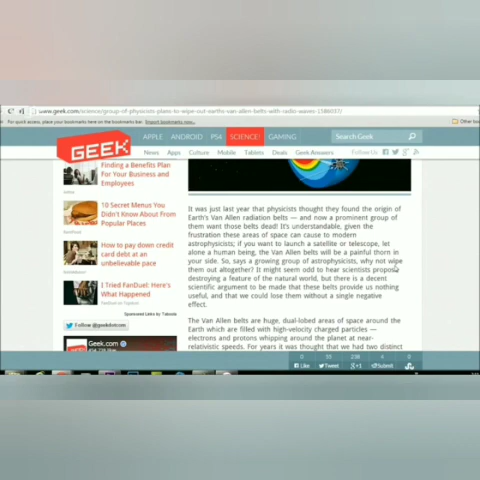 www.geek.com/science/group-of-physicists-plans-to-wipe-out-earths-van-allen-belts-with-radio-waves-1586037/
For quick access, place your bookmarks here on the bookmarks bar. Import bookmarks now...
Other bo
GEEK
APPLE ANDROID PS4 SCIENCE GAMING
Search Geek
News Apps Culture Mobile Tablets Deals Geek Answers
Follow Us
Finding a Benefits Plan
For Your Business and
Employees
10 Secret Menus You
Didn't Know About From
Popular Places
How to pay down credit
card debt at an
unbelievable pace
I Tried FanDuel: Here's
What Happened
Sponsored Links by Taboola
Follow @geekdotcom
Geek.com
It was just last year that physicists thought they found the origin of
Earth's Van Allen radiation belts — and now a prominent group of
them want those belts dead! It's understandable, given the
frustration these areas of space can cause to modern
astrophysicists; if you want to launch a satellite or telescope, let
alone a human being, the Van Allen belts will be a painful thorn in
your side. So, says a growing group of astrophysicists, why not wipe
them out altogether? It might seem odd to hear scientists propose
destroying a feature of the natural world, but there is a decent
scientific argument to be made that these belts provide us nothing
useful, and that we could lose them without a single negative
effect.
The Van Allen belts are huge, dual-lobed areas of space around the
Earth which are filled with high-velocity charged particles —
electrons and protons whipping around the planet at near-
relativistic speeds. For years it was thought that we had two distinct
0 55 238 4 0
Like Tweet +1 Submit